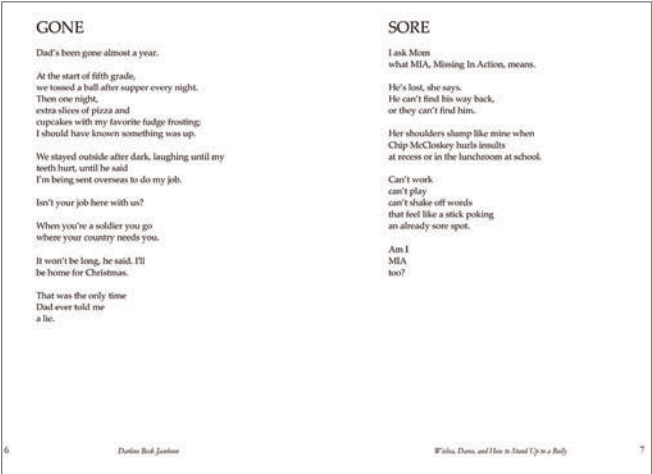 GONE
Dad's been gone almost a year.
At the start of fifth grade,
we tossed a ball after supper every night.
Then one night,
extra slices of pizza and
cupcakes with my favorite fudge frosting;
I should have known something was up.
We stayed outside after dark, laughing until my
teeth hurt, until he said
I'm being sent overseas to do my job.
Isn't your job here with us?
When you're a soldier you go
where your country needs you.
It won't be long, he said. I'll
be home for Christmas.
That was the only time
Dad ever told me
a lie.
6
Darlene Beck Jacobson
SORE
I ask Mom
what MIA, Missing In Action, means.
He's lost, she says.
He can't find his way back,
or they can't find him.
Her shoulders slump like mine when
Chip McCloskey hurls insults
at recess or in the lunchroom at school.
Can't work
can't play
can't shake off words
that feel like a stick poking
an already sore spot.
Am I
MIA
too?
Wishes, Dares, and How to Stand Up to a Bully
7